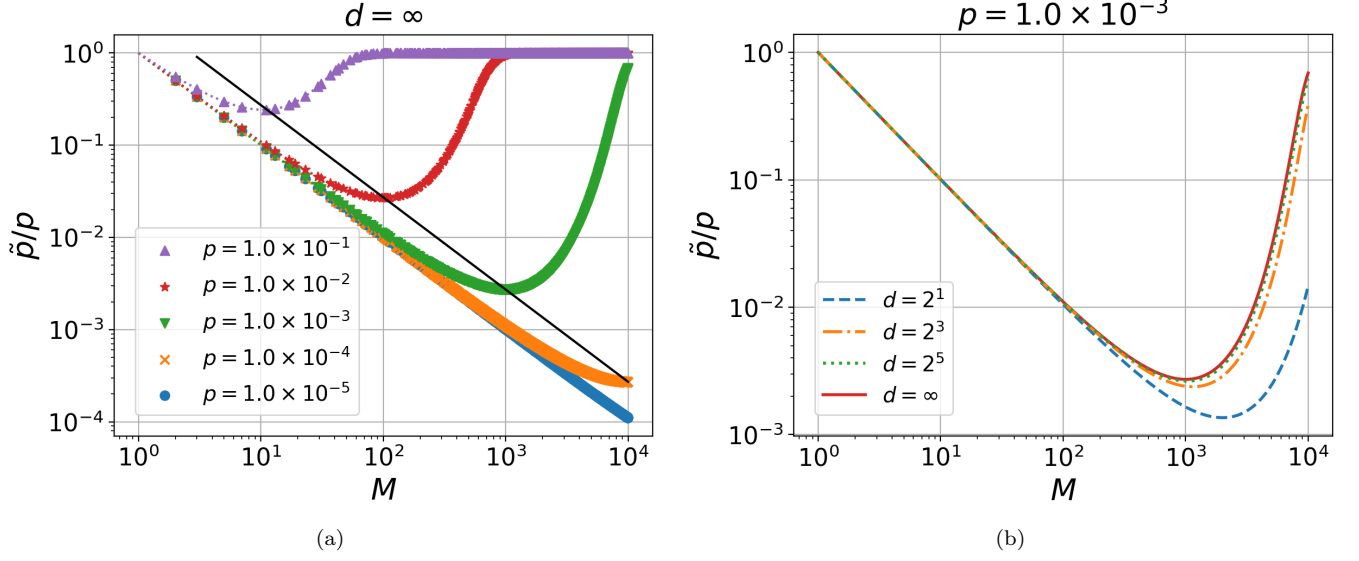 d = ∞
10⁰
10⁻¹
10⁻²
10⁻³
10⁻⁴
p̃/p
p = 1.0 × 10⁻¹
p = 1.0 × 10⁻²
p = 1.0 × 10⁻³
p = 1.0 × 10⁻⁴
p = 1.0 × 10⁻⁵
10⁰ 10¹ 10² 10³ 10⁴
M
(a)
p = 1.0 × 10⁻³
10⁰
10⁻¹
10⁻²
10⁻³
p̃/p
d = 2¹
d = 2³
d = 2⁵
d = ∞
10⁰ 10¹ 10² 10³ 10⁴
M
(b)